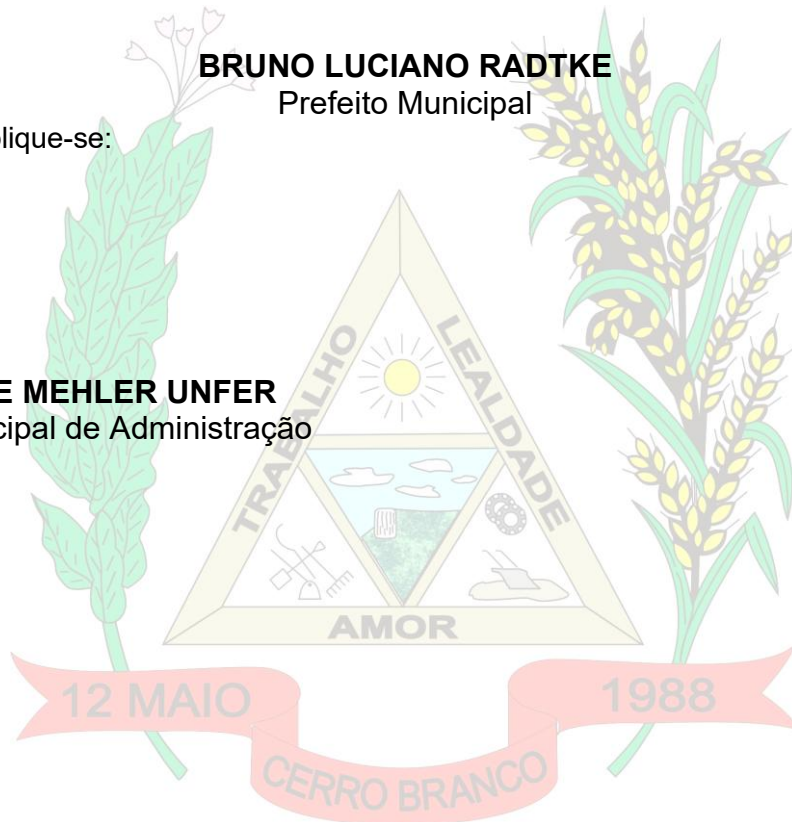 BRUNO LUCIANO RADTKE
Prefeito Municipal
plique-se:
E MEHLER UNFER
cipal de Administração
TRABALHO
LEALDADE
AMOR
12 MAIO
1988
CERRO BRANCO